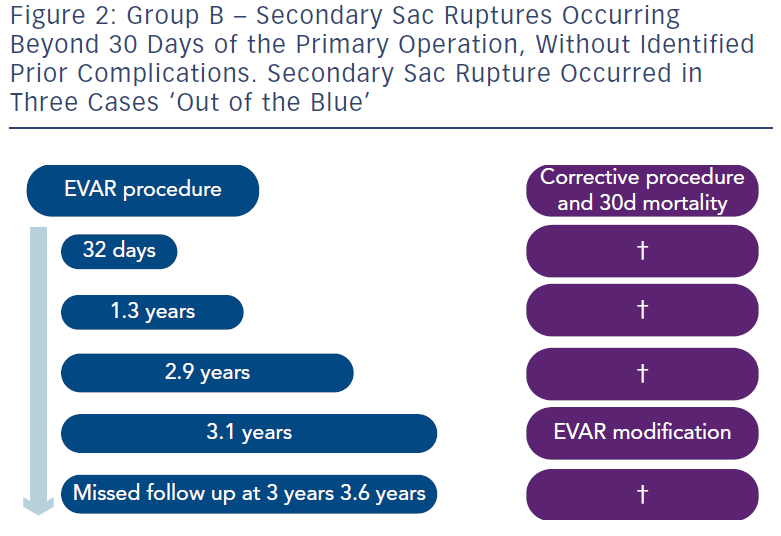 Figure 2: Group B – Secondary Sac Ruptures Occurring
Beyond 30 Days of the Primary Operation, Without Identified
Prior Complications. Secondary Sac Rupture Occurred in
Three Cases ‘Out of the Blue’
EVAR procedure
Corrective procedure
and 30d mortality
32 days
†
1.3 years
†
2.9 years
†
3.1 years
EVAR modification
Missed follow up at 3 years 3.6 years
†